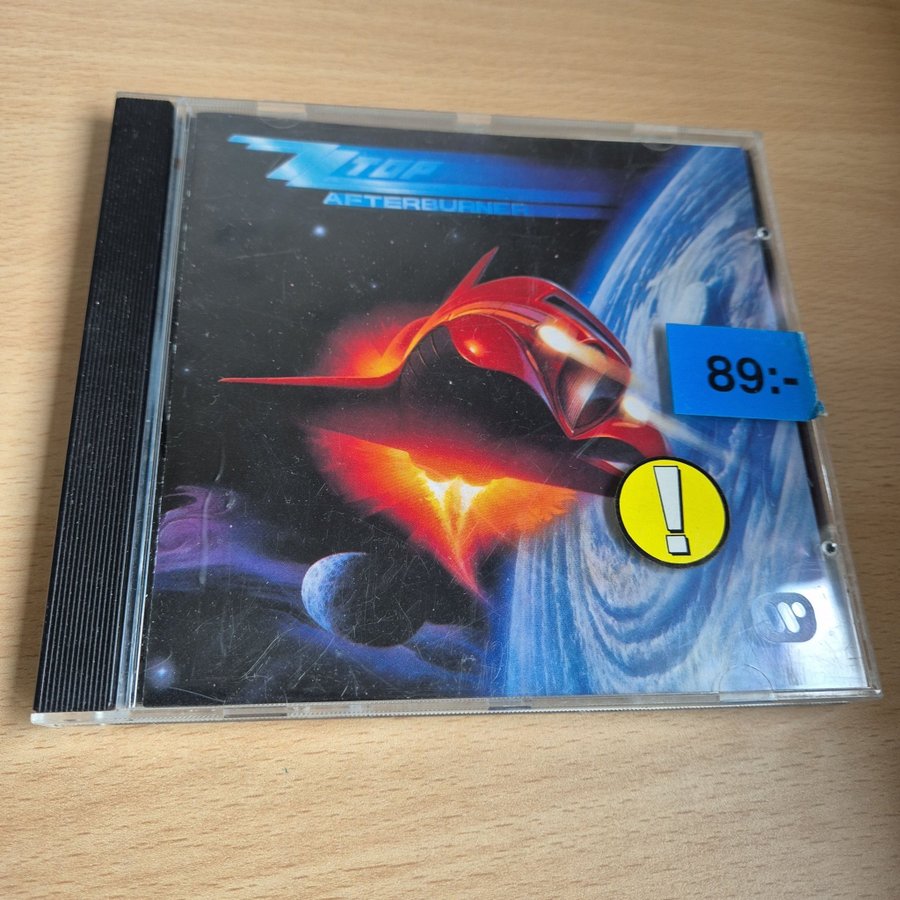 ZZ TOP
AFTERBURNER
89:-
!